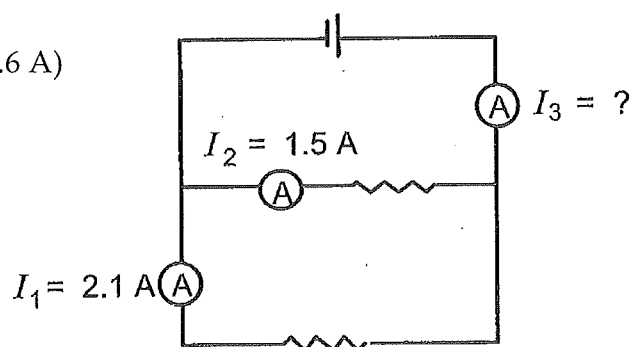 .6 A)
A I₃ = ?
I₂ = 1.5 A
A
I₁ = 2.1 A A